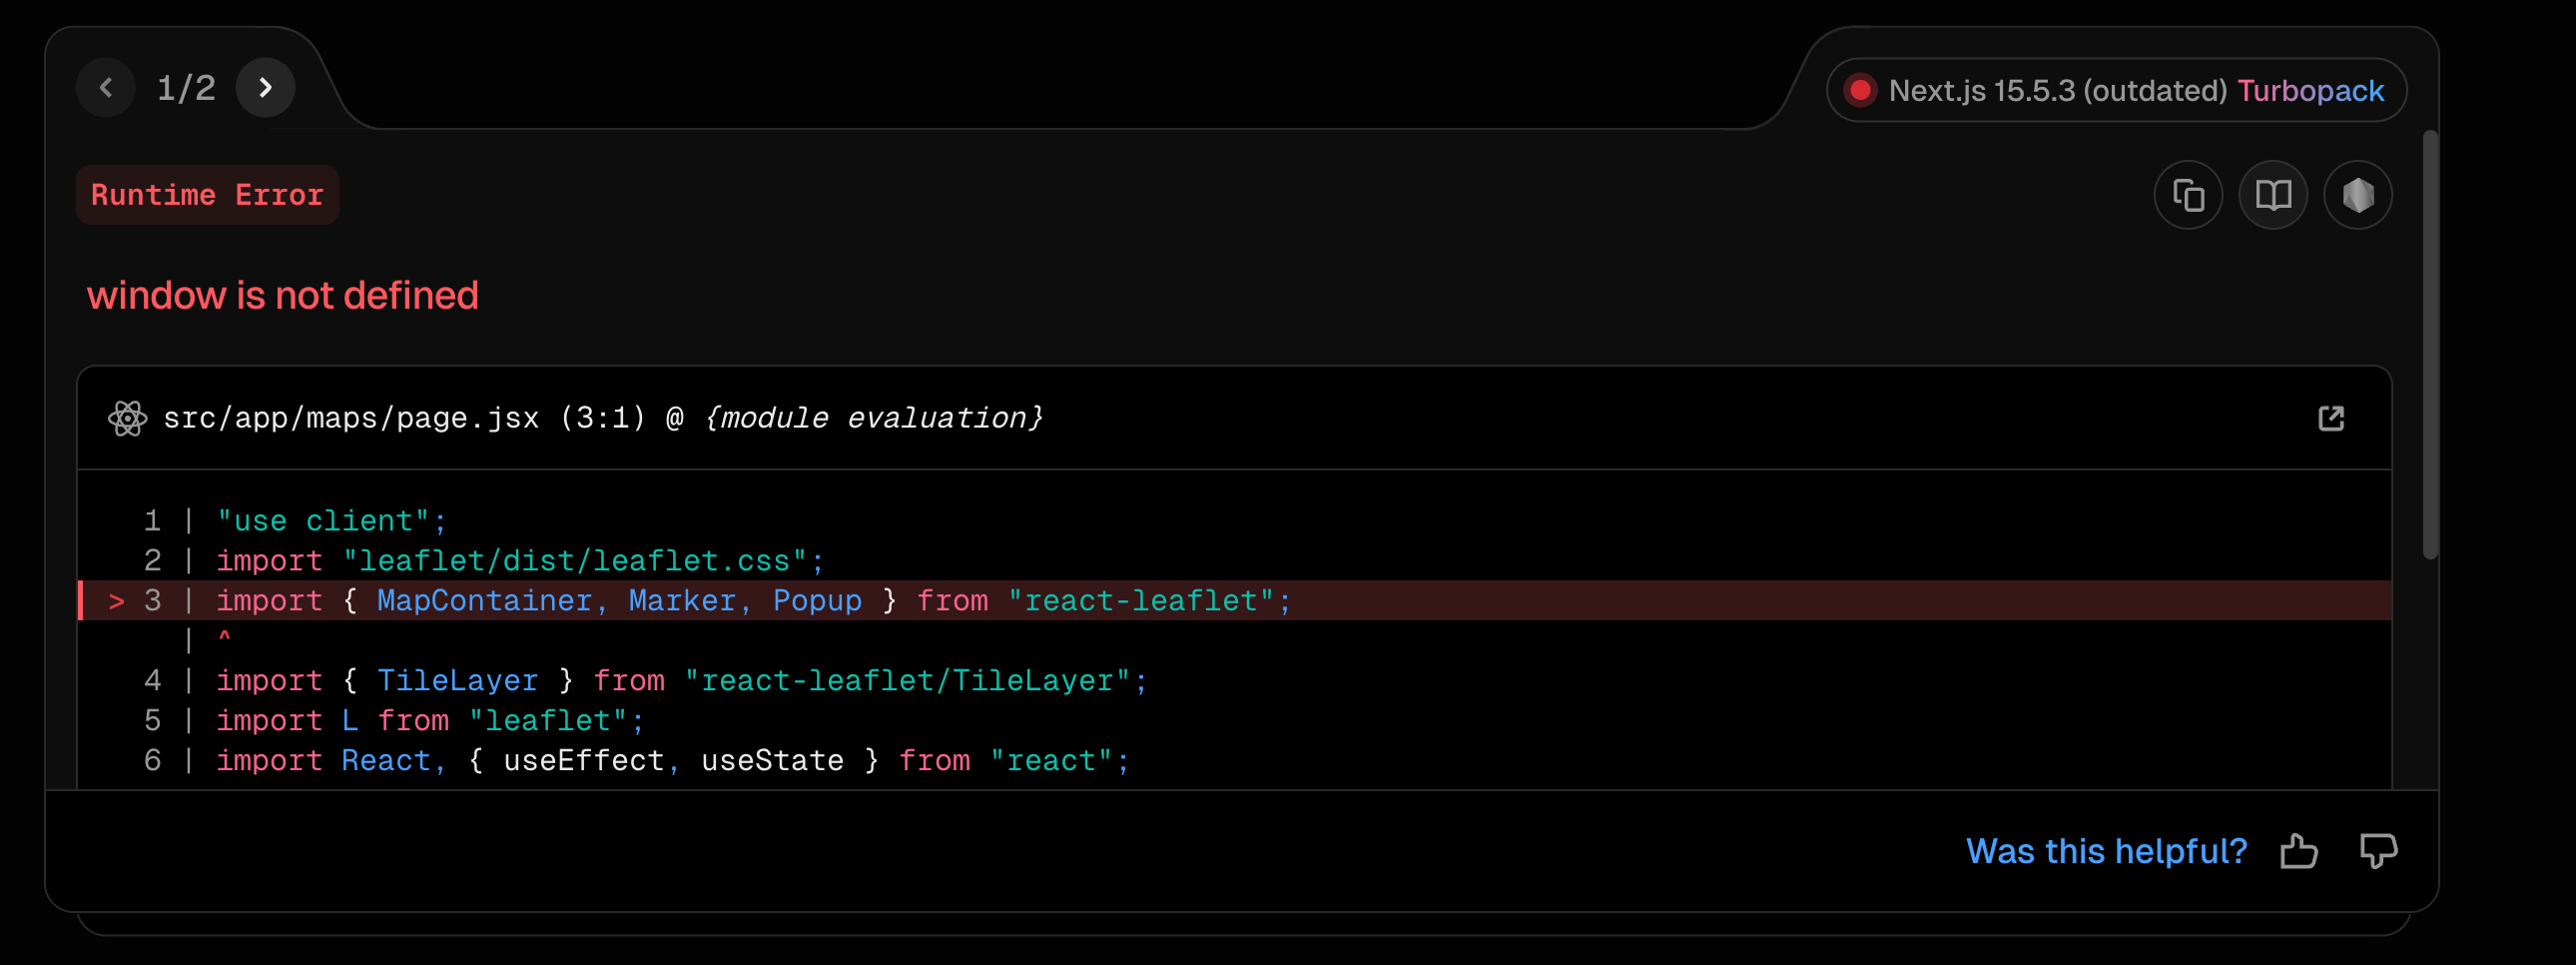 1/2
Next.js 15.5.3 (outdated) Turbopack
Runtime Error
window is not defined
src/app/maps/page.jsx (3:1) @ {module evaluation}
1 | "use client";
2 | import "leaflet/dist/leaflet.css";
> 3 | import { MapContainer, Marker, Popup } from "react-leaflet";
| ^
4 | import { TileLayer } from "react-leaflet/TileLayer";
5 | import L from "leaflet";
6 | import React, { useEffect, useState } from "react";
Was this helpful?